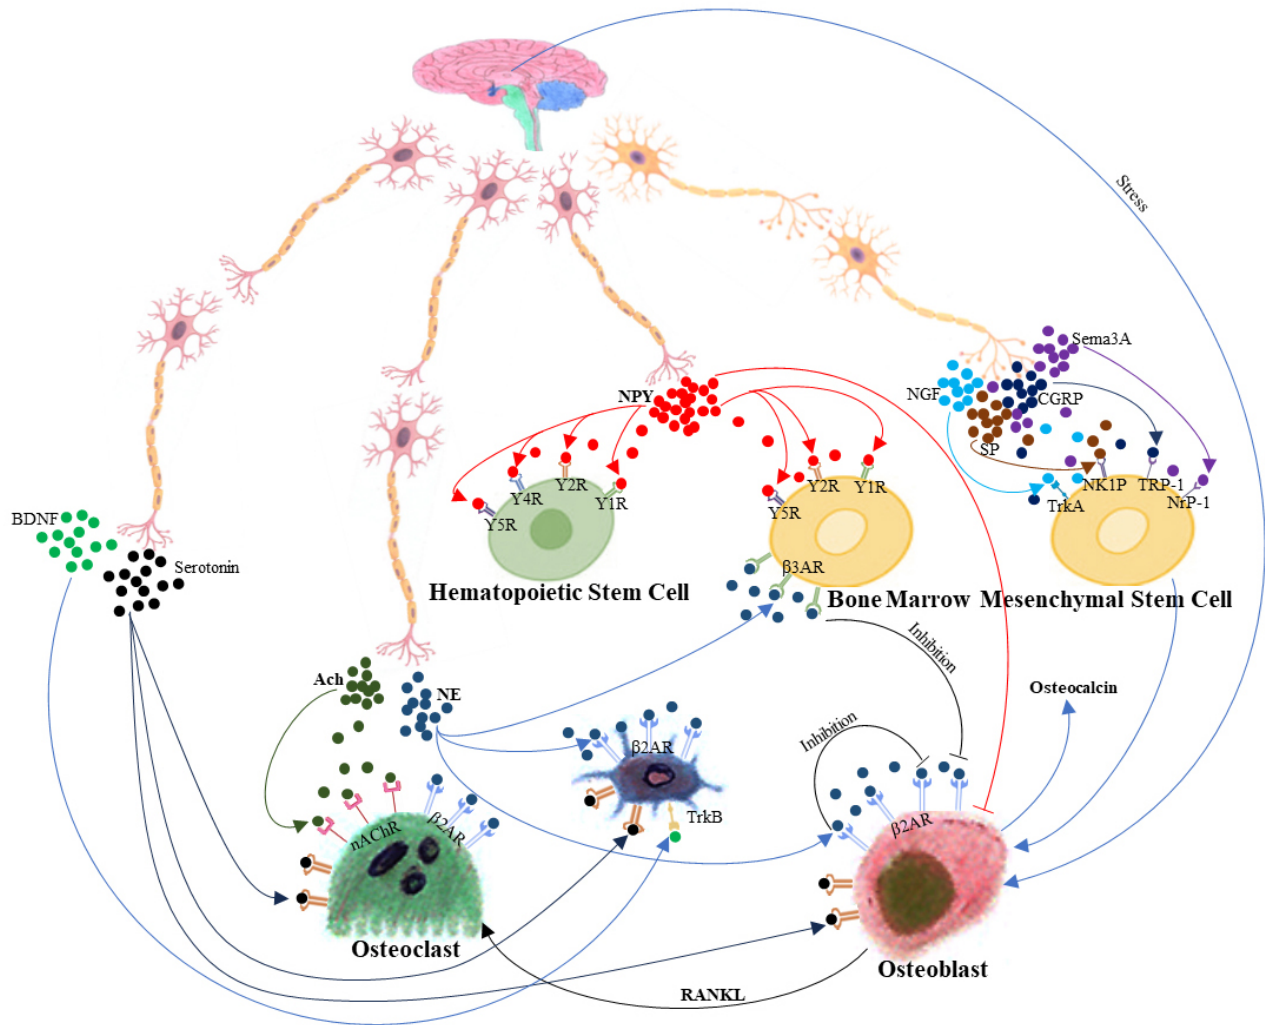 Stress
Sema3A
NGF
CGRP
NPY
SP
Y4R
Y2R
Y1R
Y5R
Y2R
Y1R
Y5R
NK1P
TRP-1
TrkA
NrP-1
BDNF
Serotonin
β3AR
Hematopoietic Stem Cell
Bone Marrow Mesenchymal Stem Cell
Inhibition
Ach
NE
Osteocalcin
Inhibition
β2AR
TrkB
nAChR
β2AR
β2AR
Osteoclast
Osteoblast
RANKL